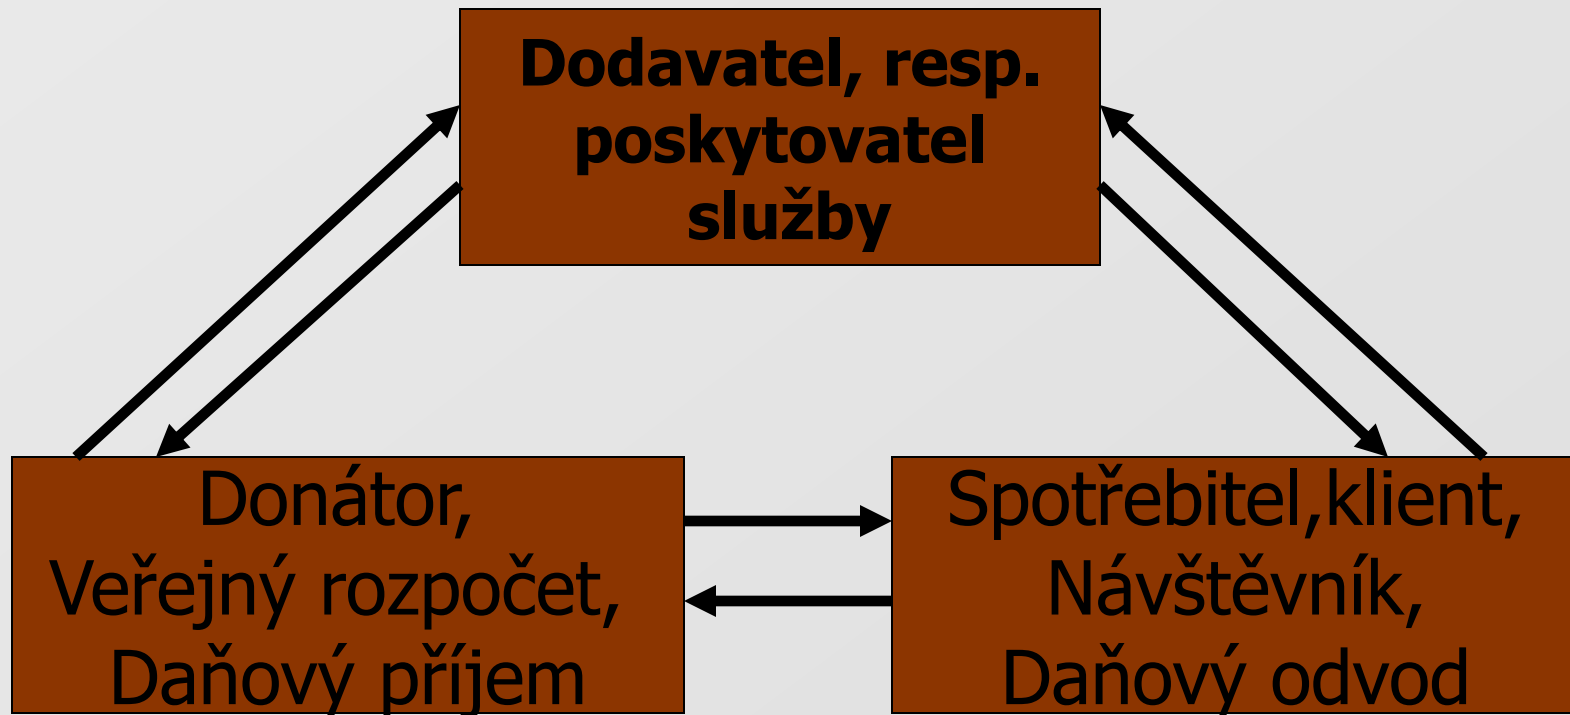 Dodavatel, resp.
poskytovatel
služby
Donátor,
Veřejný rozpočet,
Daňový příjem
Spotřebitel,klient,
Návštěvník,
Daňový odvod